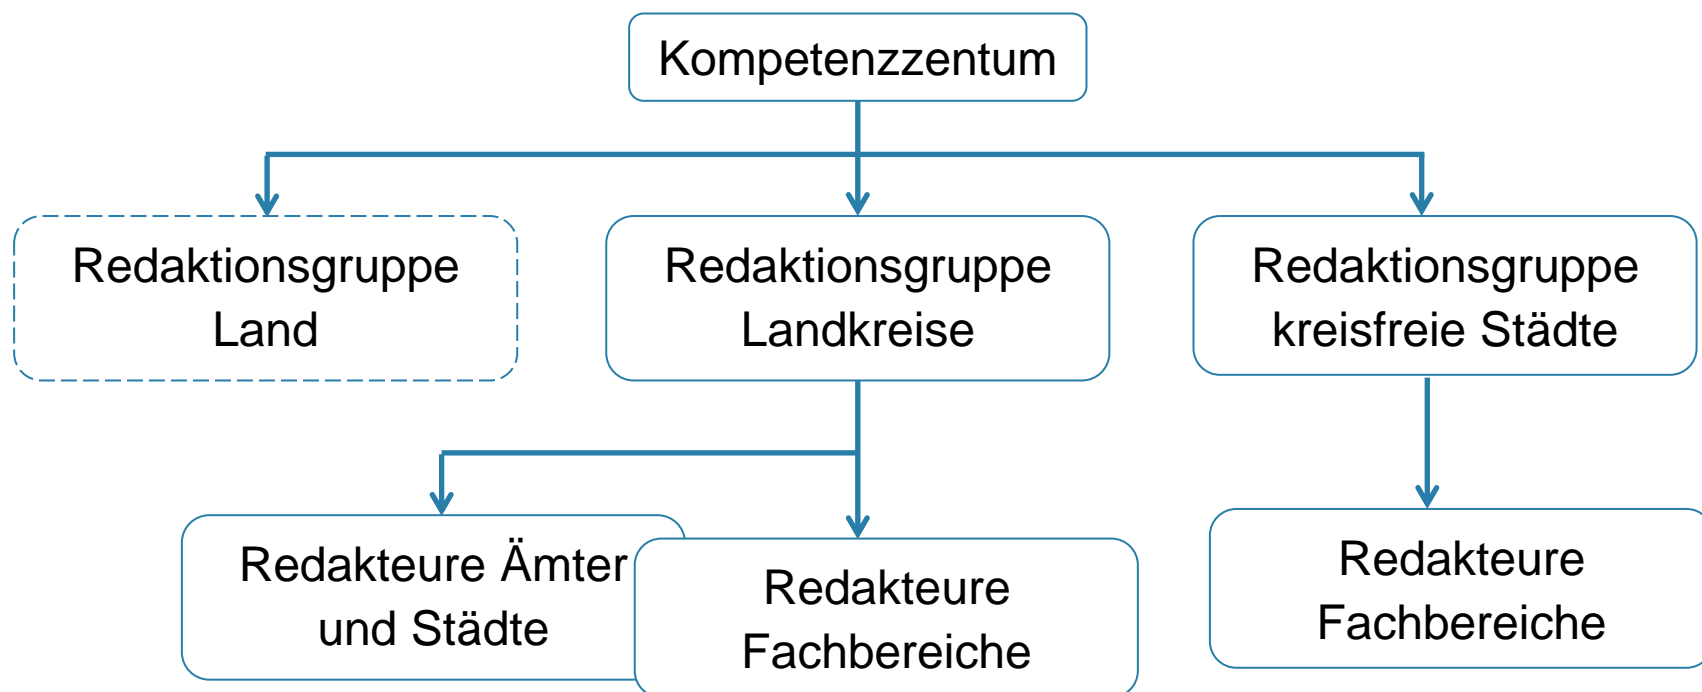 Kompetenzzentum
Redaktionsgruppe
Land
Redaktionsgruppe
Landkreise
Redaktionsgruppe
kreisfreie Städte
Redakteure Ämter
und Städte
Redakteure
Fachbereiche
Redakteure
Fachbereiche